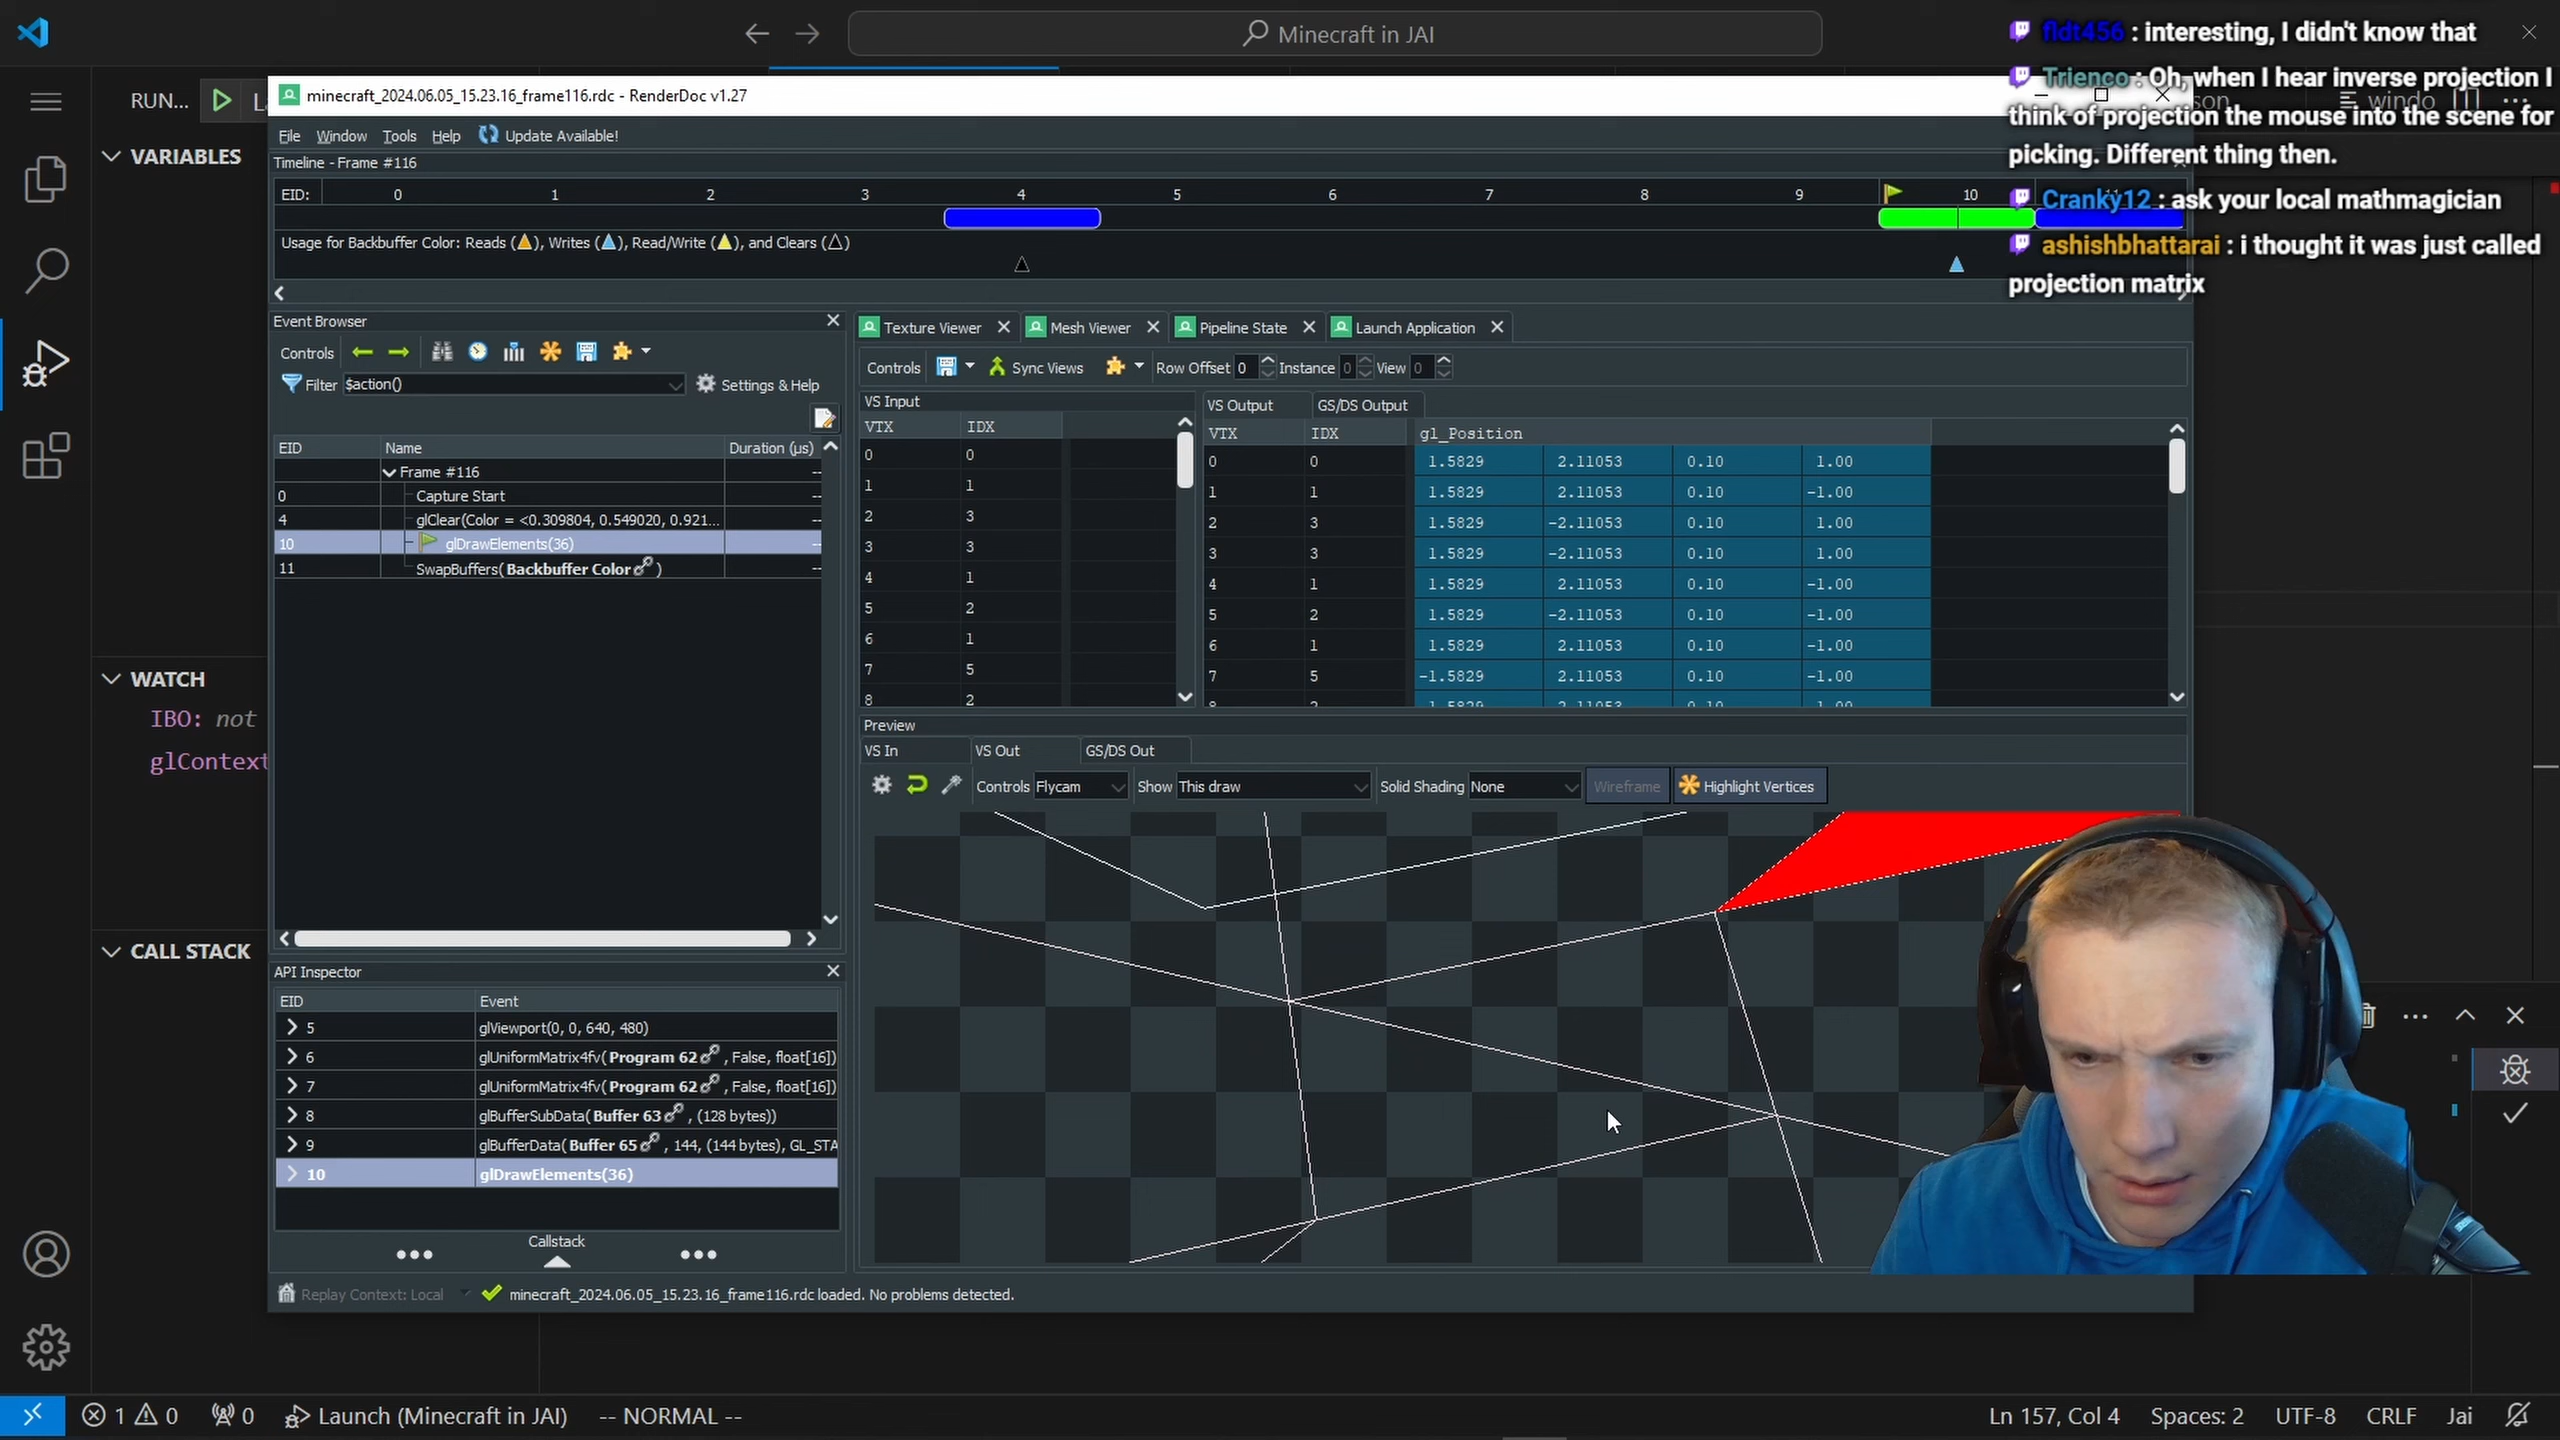 Minecraft in JAI
fldt456 : interesting, I didn't know that
Trienco : Oh, when I hear inverse projection I
think of projection the mouse into the scene for
picking. Different thing then.
Cranky12 : ask your local mathmagician
ashishbhattarai : i thought it was just called
projection matrix
RUN...
VARIABLES
WATCH
IBO: not
glContext
CALL STACK
minecraft_2024.06.05_15.23.16_frame116.rdc - RenderDoc v1.27
File Window Tools Help Update Available!
Timeline - Frame #116
EID: 0 1 2 3 4 5 6 7 8 9 10
Usage for Backbuffer Color: Reads (△), Writes (△), Read/Write (△), and Clears (△)
Event Browser
Controls
Filter $action() Settings & Help
EID Name Duration (µs)
Frame #116 --
0 Capture Start --
4 glClear(Color = <0.309804, 0.549020, 0.921... --
10 glDrawElements(36) --
11 SwapBuffers( Backbuffer Color ) --
API Inspector
EID Event
5 glViewport(0, 0, 640, 480)
6 glUniformMatrix4fv( Program 62 , False, float[16])
7 glUniformMatrix4fv( Program 62 , False, float[16])
8 glBufferSubData( Buffer 63 , (128 bytes))
9 glBufferData( Buffer 65 , 144, (144 bytes), GL_STA
10 glDrawElements(36)
Callstack
Texture Viewer Mesh Viewer Pipeline State Launch Application
Controls Sync Views Row Offset 0 Instance 0 View 0
VS Input
VTX IDX
0 0
1 1
2 3
3 3
4 1
5 2
6 1
7 5
8 2
VS Output GS/DS Output
VTX IDX gl_Position
0 0 1.5829 2.11053 0.10 1.00
1 1 1.5829 2.11053 0.10 -1.00
2 3 1.5829 -2.11053 0.10 1.00
3 3 1.5829 -2.11053 0.10 1.00
4 1 1.5829 2.11053 0.10 -1.00
5 2 1.5829 -2.11053 0.10 -1.00
6 1 1.5829 2.11053 0.10 -1.00
7 5 -1.5829 2.11053 0.10 -1.00
Preview
VS In VS Out GS/DS Out
Controls Flycam Show This draw Solid Shading None Wireframe Highlight Vertices
Replay Context: Local minecraft_2024.06.05_15.23.16_frame116.rdc loaded. No problems detected.
1 0 0 Launch (Minecraft in JAI) -- NORMAL -- Ln 157, Col 4 Spaces: 2 UTF-8 CRLF Jai